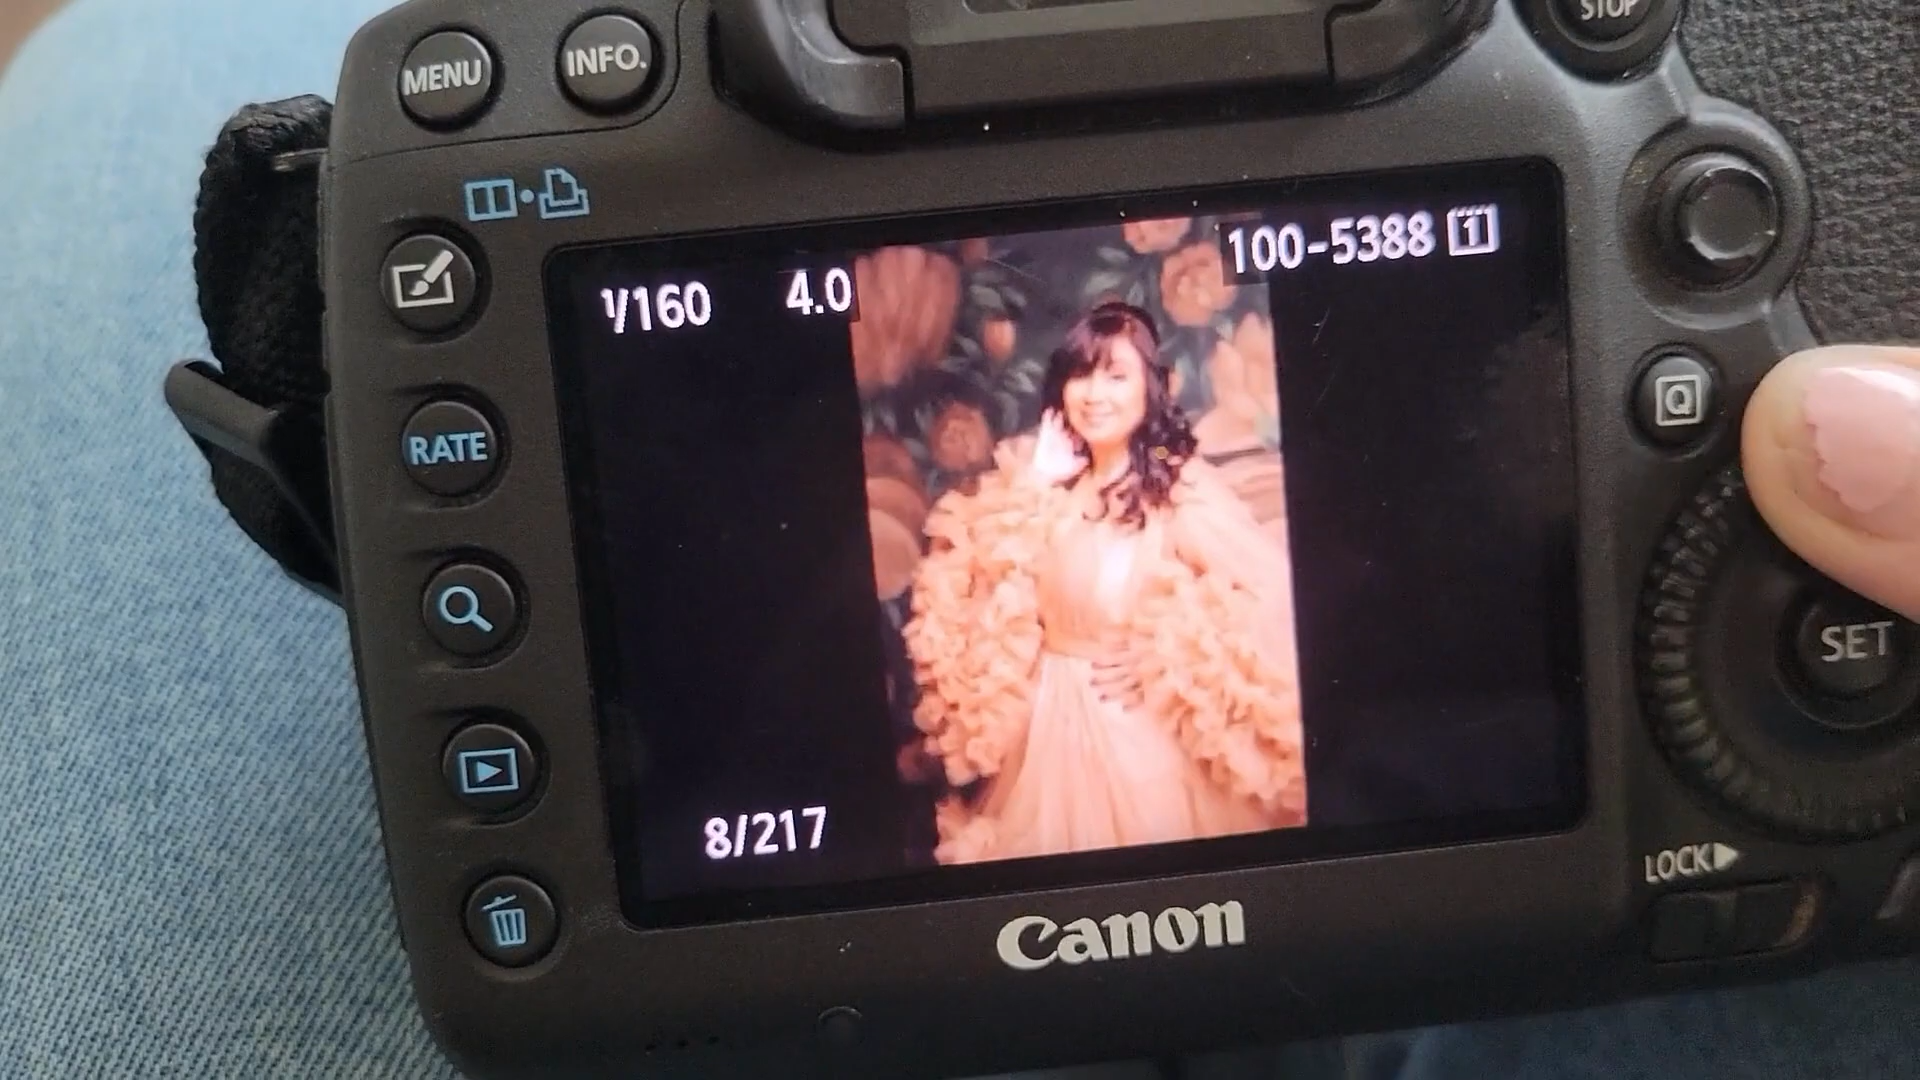 STOP
MENU
INFO.
1/160 4.0 100-5388 1
RATE
Q
SET
8/217
LOCK
Canon